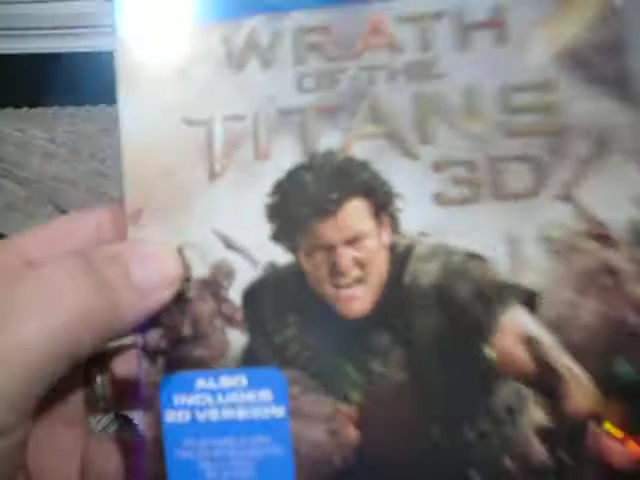 WRATH
OF THE
TITANS
3D
ALSO
INCLUDES
2D VERSION